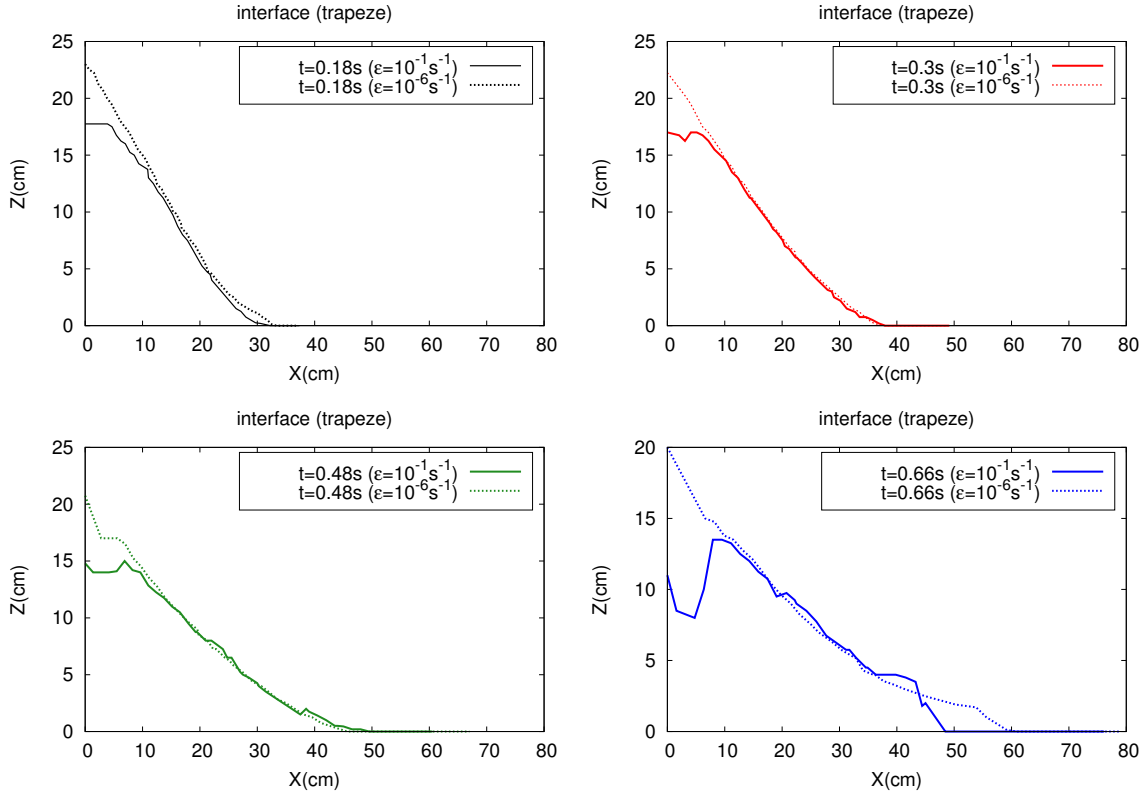 interface (trapeze)
25
20
15
10
5
0
Z(cm)
0 10 20 30 40 50 60 70 80
X(cm)
t=0.18s (ε=10⁻¹s⁻¹)
t=0.18s (ε=10⁻⁶s⁻¹)
interface (trapeze)
25
20
15
10
5
0
Z(cm)
0 10 20 30 40 50 60 70 80
X(cm)
t=0.3s (ε=10⁻¹s⁻¹)
t=0.3s (ε=10⁻⁶s⁻¹)
interface (trapeze)
25
20
15
10
5
0
Z(cm)
0 10 20 30 40 50 60 70 80
X(cm)
t=0.48s (ε=10⁻¹s⁻¹)
t=0.48s (ε=10⁻⁶s⁻¹)
interface (trapeze)
20
15
10
5
0
Z(cm)
0 10 20 30 40 50 60 70 80
X(cm)
t=0.66s (ε=10⁻¹s⁻¹)
t=0.66s (ε=10⁻⁶s⁻¹)